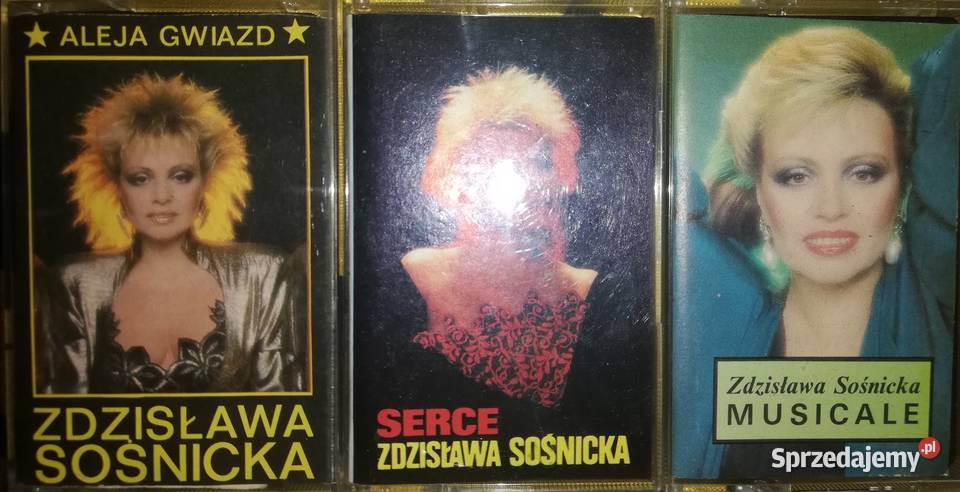 ALEJA GWIAZD
ZDZISŁAWA
SOŚNICKA
SERCE
ZDZISŁAWA SOŚNICKA
Zdzisława Sośnicka
MUSICALE
Sprzedajemy.pl